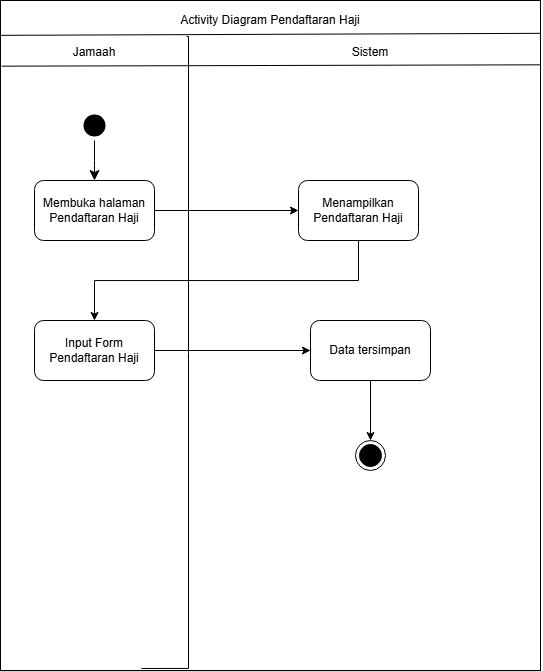 Activity Diagram Pendaftaran Haji
Jamaah
Sistem
Membuka halaman
Pendaftaran Haji
Menampilkan
Pendaftaran Haji
Input Form
Pendaftaran Haji
Data tersimpan